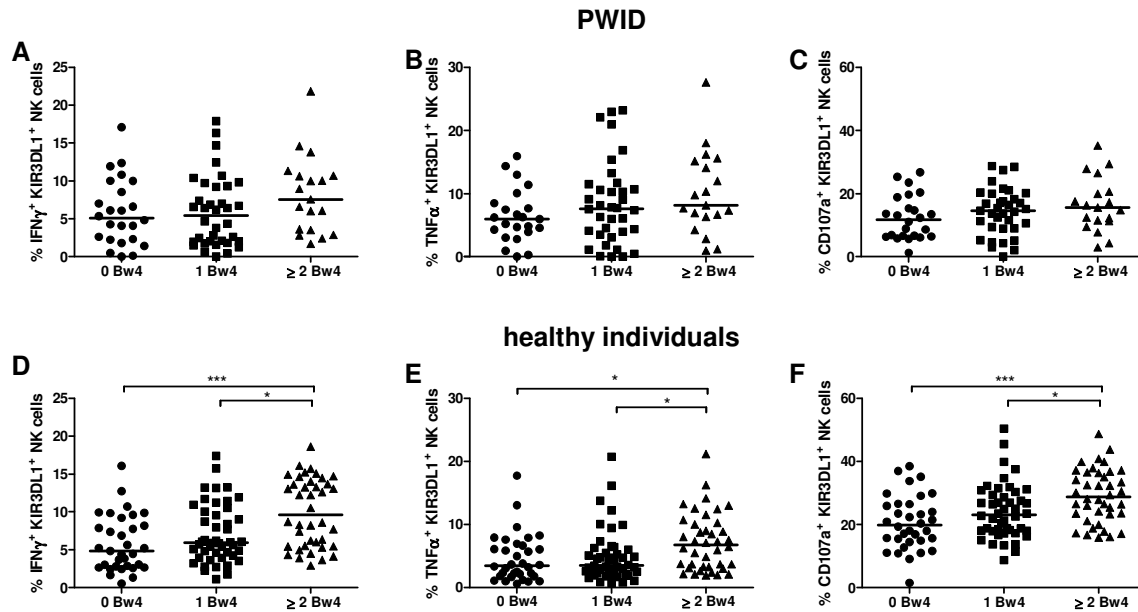 PWID
A
% IFNγ⁺ KIR3DL1⁺ NK cells
25
20
15
10
5
0
0 Bw4
1 Bw4
≥ 2 Bw4
B
% TNFα⁺ KIR3DL1⁺ NK cells
30
20
10
0
0 Bw4
1 Bw4
≥ 2 Bw4
C
% CD107a⁺ KIR3DL1⁺ NK cells
60
40
20
0
0 Bw4
1 Bw4
≥ 2 Bw4
healthy individuals
D
% IFNγ⁺ KIR3DL1⁺ NK cells
***
*
25
20
15
10
5
0
0 Bw4
1 Bw4
≥ 2 Bw4
E
% TNFα⁺ KIR3DL1⁺ NK cells
*
*
30
20
10
0
0 Bw4
1 Bw4
≥ 2 Bw4
F
% CD107a⁺ KIR3DL1⁺ NK cells
***
*
60
40
20
0
0 Bw4
1 Bw4
≥ 2 Bw4